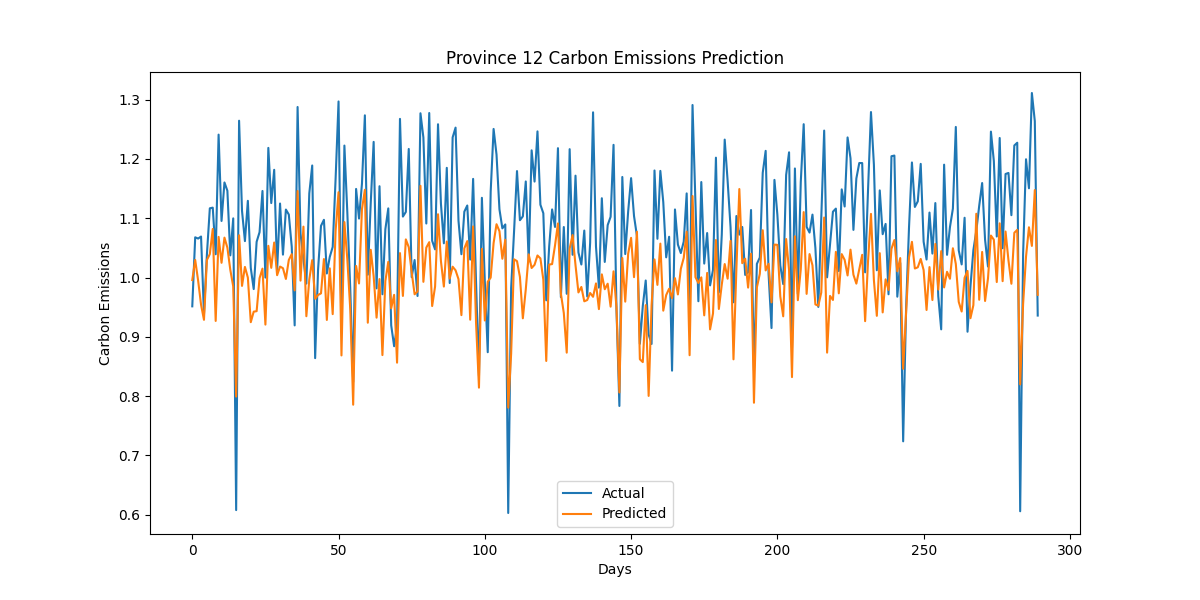 Province 12 Carbon Emissions Prediction
Carbon Emissions
1.3
1.2
1.1
1.0
0.9
0.8
0.7
0.6
Actual
Predicted
0 50 100 150 200 250 300
Days